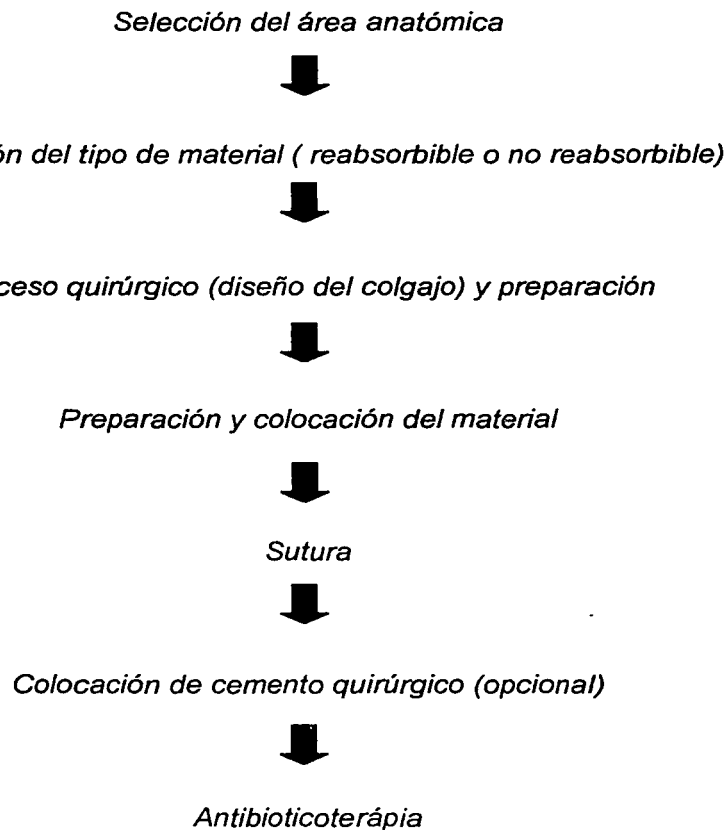 Selección del área anatómica
ón del tipo de material ( reabsorbible o no reabsorbible)
ceso quirúrgico (diseño del colgajo) y preparación
Preparación y colocación del material
Sutura
Colocación de cemento quirúrgico (opcional)
Antibioticoterápia